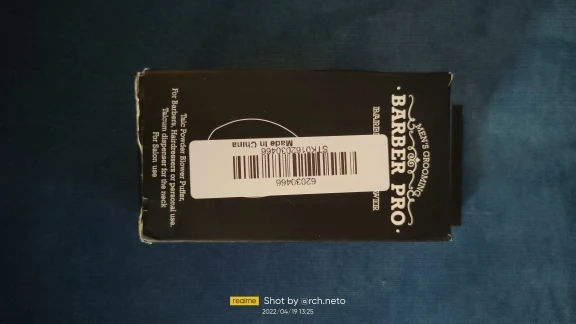 MEN'S GROOMING
· BARBER PRO ·
STK0162030466
Made in China
62030466
Talc Powder Blower Puffer,
For Barbers, Hairdressers or personal use.
Talcum dispenser for the neck
For Salon use
realme
Shot by @rch.neto
2022/04/19 13:25